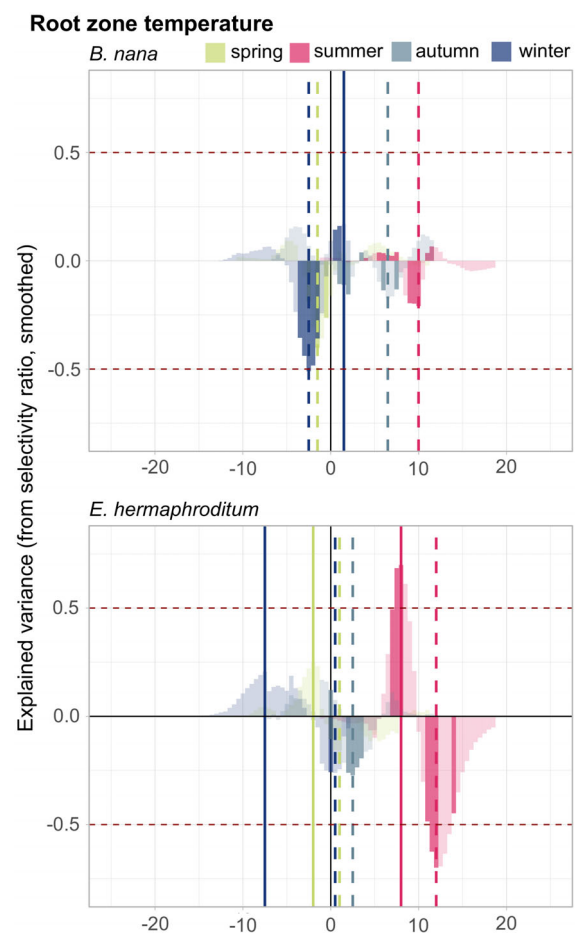 Root zone temperature
B. nana
spring summer autumn winter
Explained variance (from selectivity ratio, smoothed)
0.5
0.0
-0.5
-20 -10 0 10 20
E. hermaphroditum
0.5
0.0
-0.5
-20 -10 0 10 20